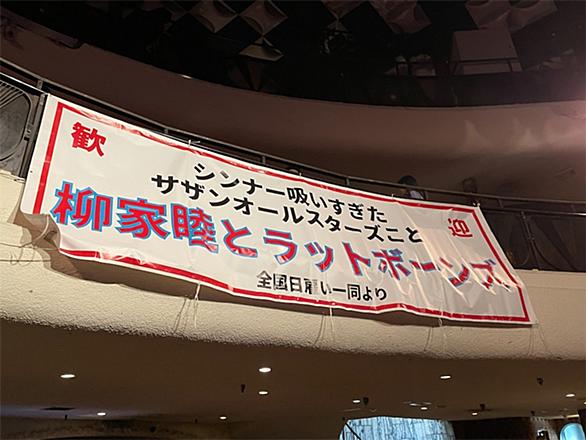 歓
迎
シンナー吸いすぎた
サザンオールスターズこと
柳家睦とラットボーンズ
全国日雇い一同より